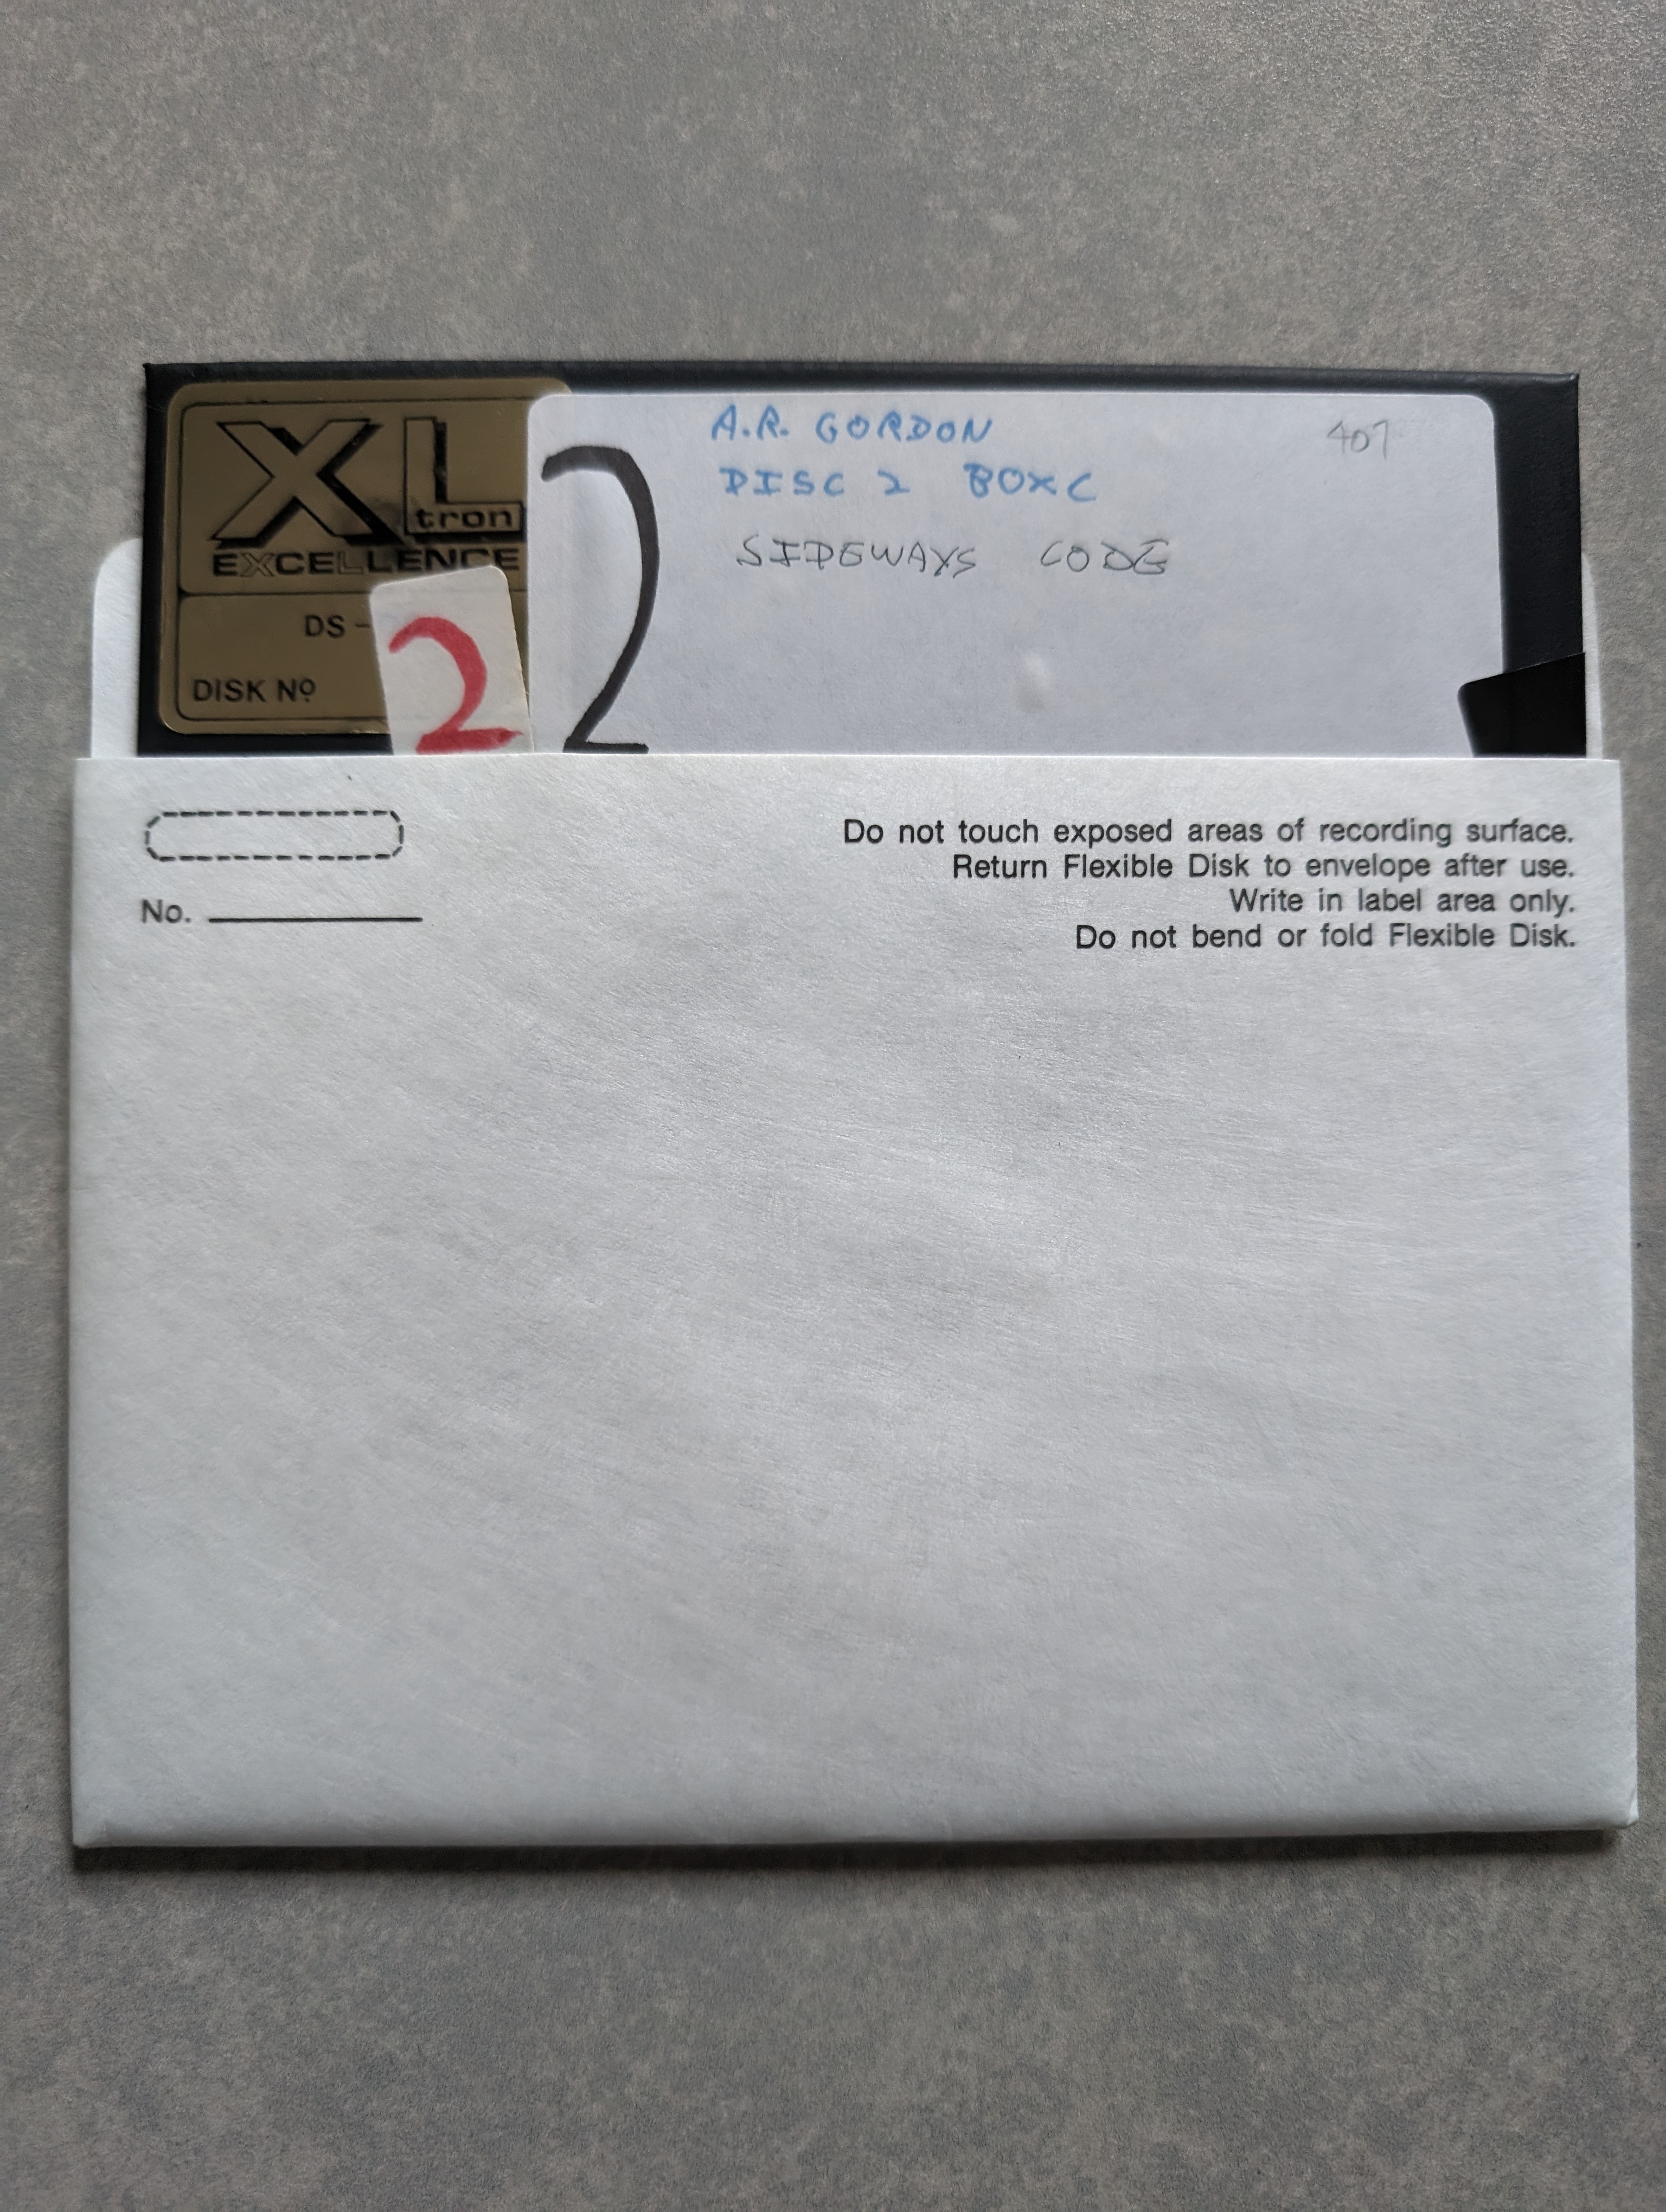 XL
tron
EXCELLENCE
DS -
DISK Nº
2
2
A.R. GORDON
DISC 2 BOX C
SIDEWAYS CODE
407
No.
Do not touch exposed areas of recording surface.
Return Flexible Disk to envelope after use.
Write in label area only.
Do not bend or fold Flexible Disk.